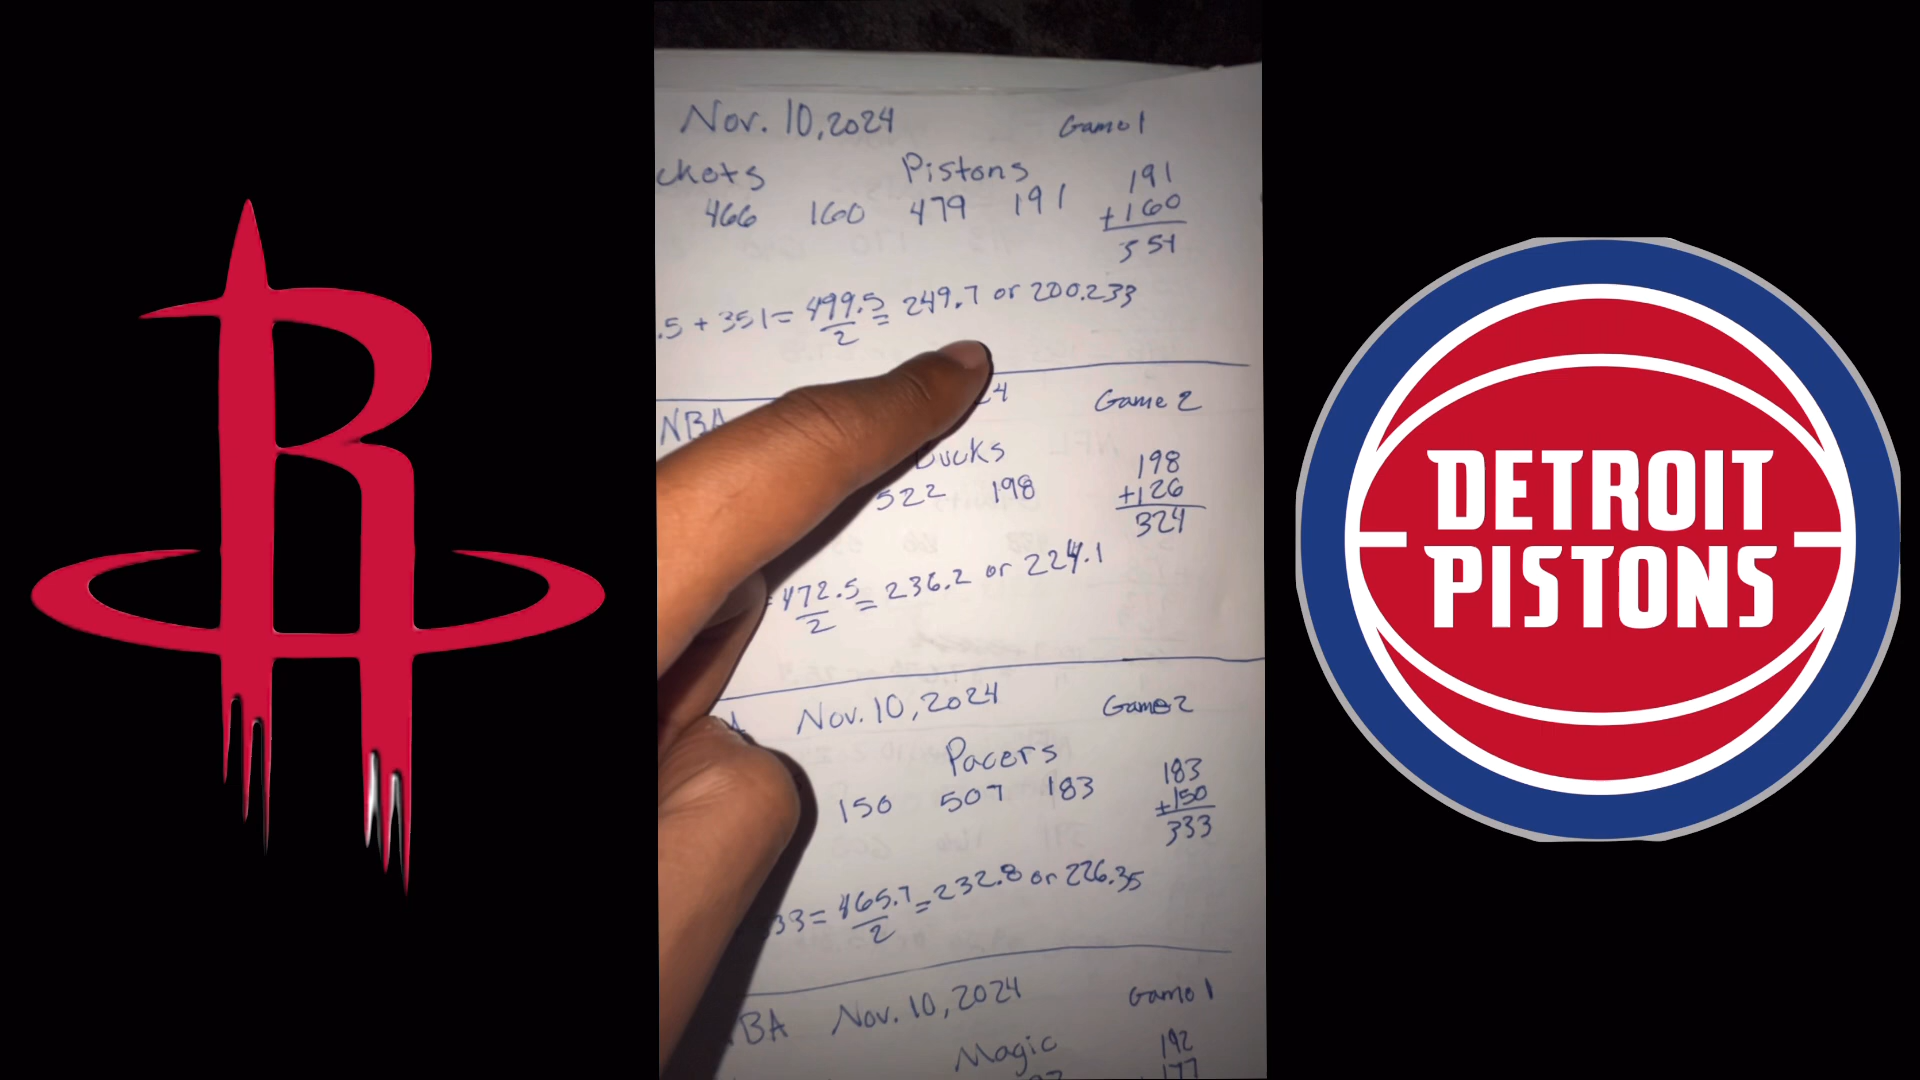 Nov. 10, 2024 Game 1
ckets Pistons 191
466 160 479 191 +160
351
.5 + 351 = 499.5 = 249.7 or 200.233
2
NBA 24 Game 2
Bucks 198
522 198 +126
324
= 472.5 = 236.2 or 224.1
2
A Nov. 10, 2024 Game 2
Pacers 183
150 507 183 +150
333
33 = 465.7 = 232.8 or 226.35
2
BA Nov. 10, 2024 Game 1
Magic 192
177
DETROIT
PISTONS